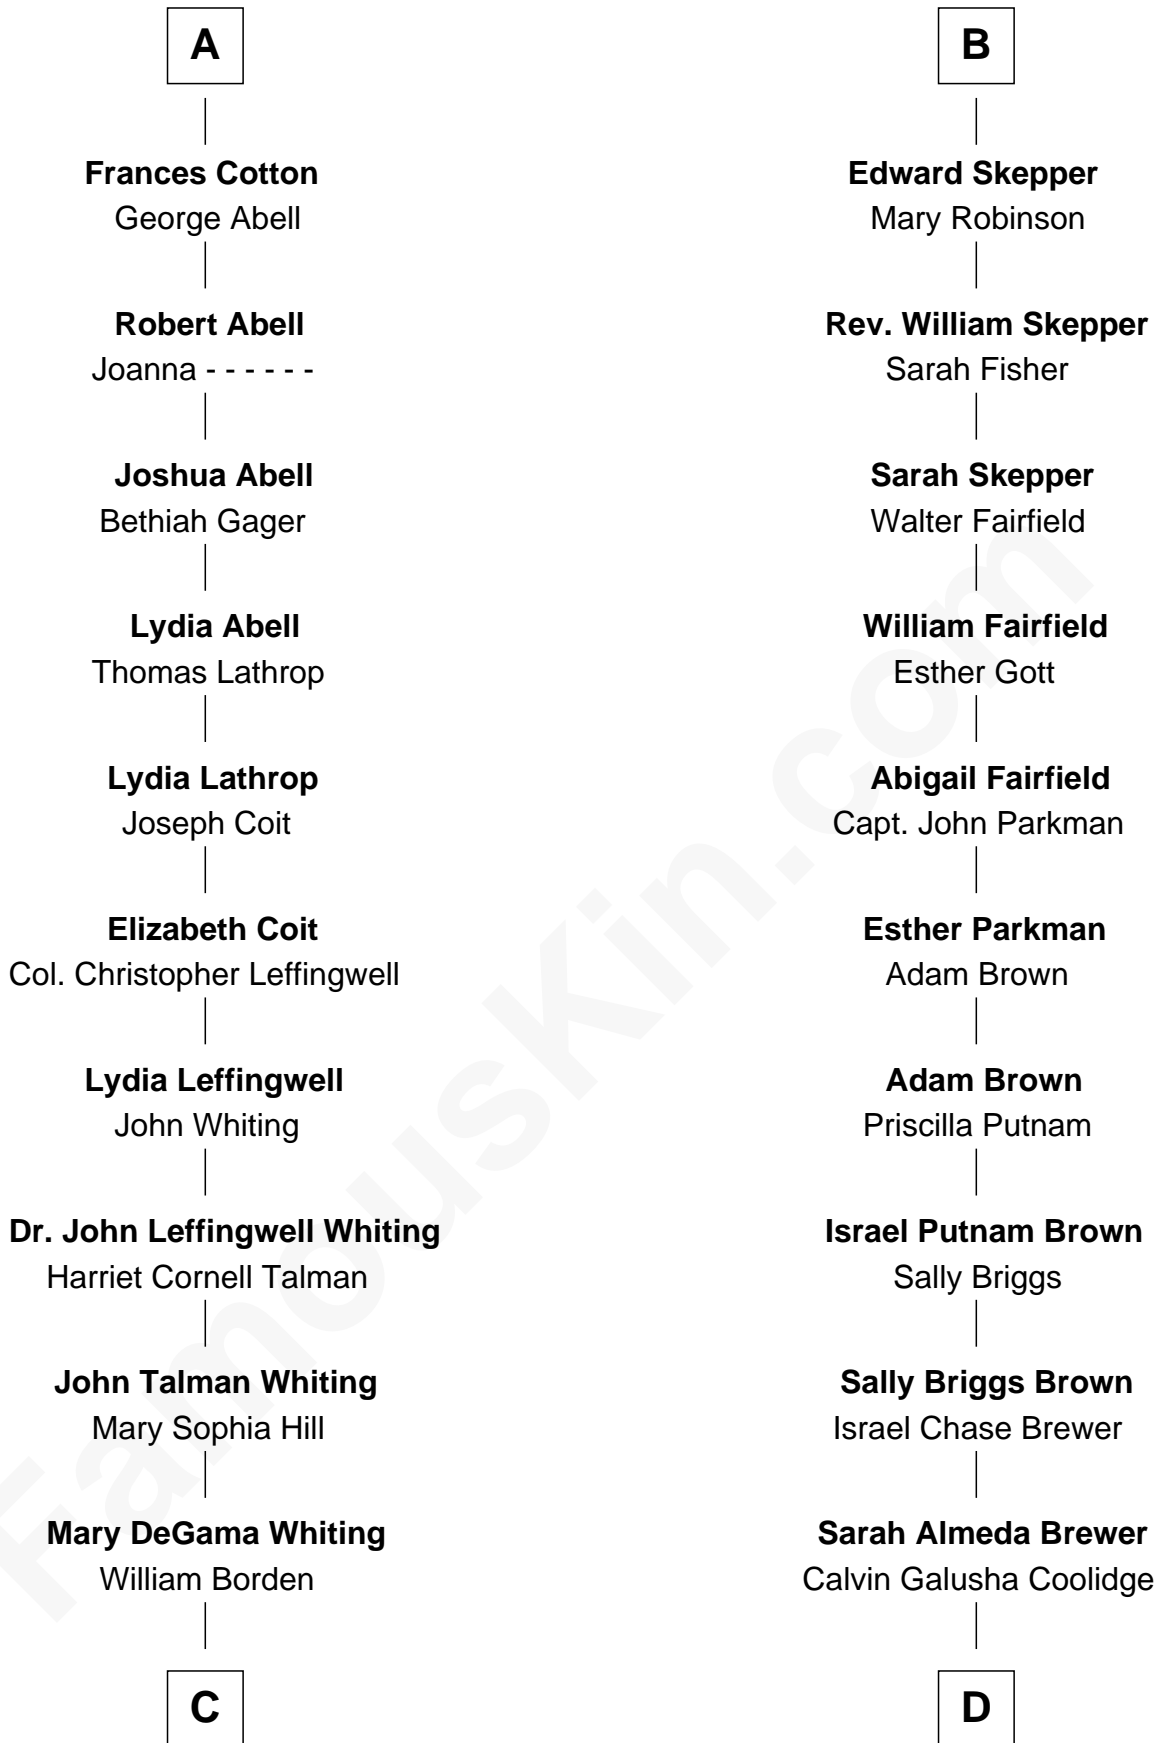 A
Frances Cotton
George Abell
Robert Abell
Joanna - - - - - -
Joshua Abell
Bethiah Gager
Lydia Abell
Thomas Lathrop
Lydia Lathrop
Joseph Coit
Elizabeth Coit
Col. Christopher Leffingwell
Lydia Leffingwell
John Whiting
Dr. John Leffingwell Whiting
Harriet Cornell Talman
John Talman Whiting
Mary Sophia Hill
Mary DeGama Whiting
William Borden
C
B
Edward Skepper
Mary Robinson
Rev. William Skepper
Sarah Fisher
Sarah Skepper
Walter Fairfield
William Fairfield
Esther Gott
Abigail Fairfield
Capt. John Parkman
Esther Parkman
Adam Brown
Adam Brown
Priscilla Putnam
Israel Putnam Brown
Sally Briggs
Sally Briggs Brown
Israel Chase Brewer
Sarah Almeda Brewer
Calvin Galusha Coolidge
D
FamousKin.com